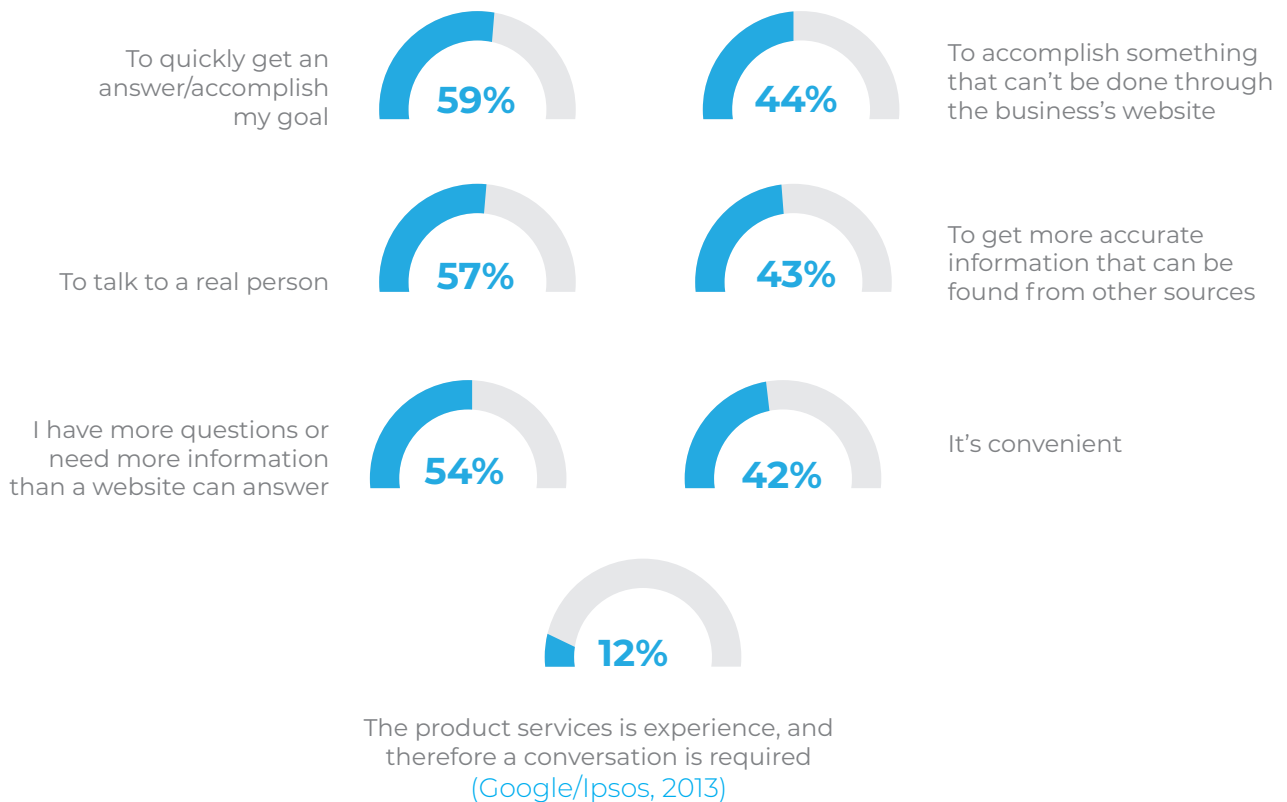 To quickly get an
answer/accomplish
my goal
59%
44%
To accomplish something
that can't be done through
the business's website
To talk to a real person
57%
43%
To get more accurate
information that can be
found from other sources
I have more questions or
need more information
than a website can answer
54%
42%
It's convenient
12%
The product services is experience, and
therefore a conversation is required
(Google/Ipsos, 2013)